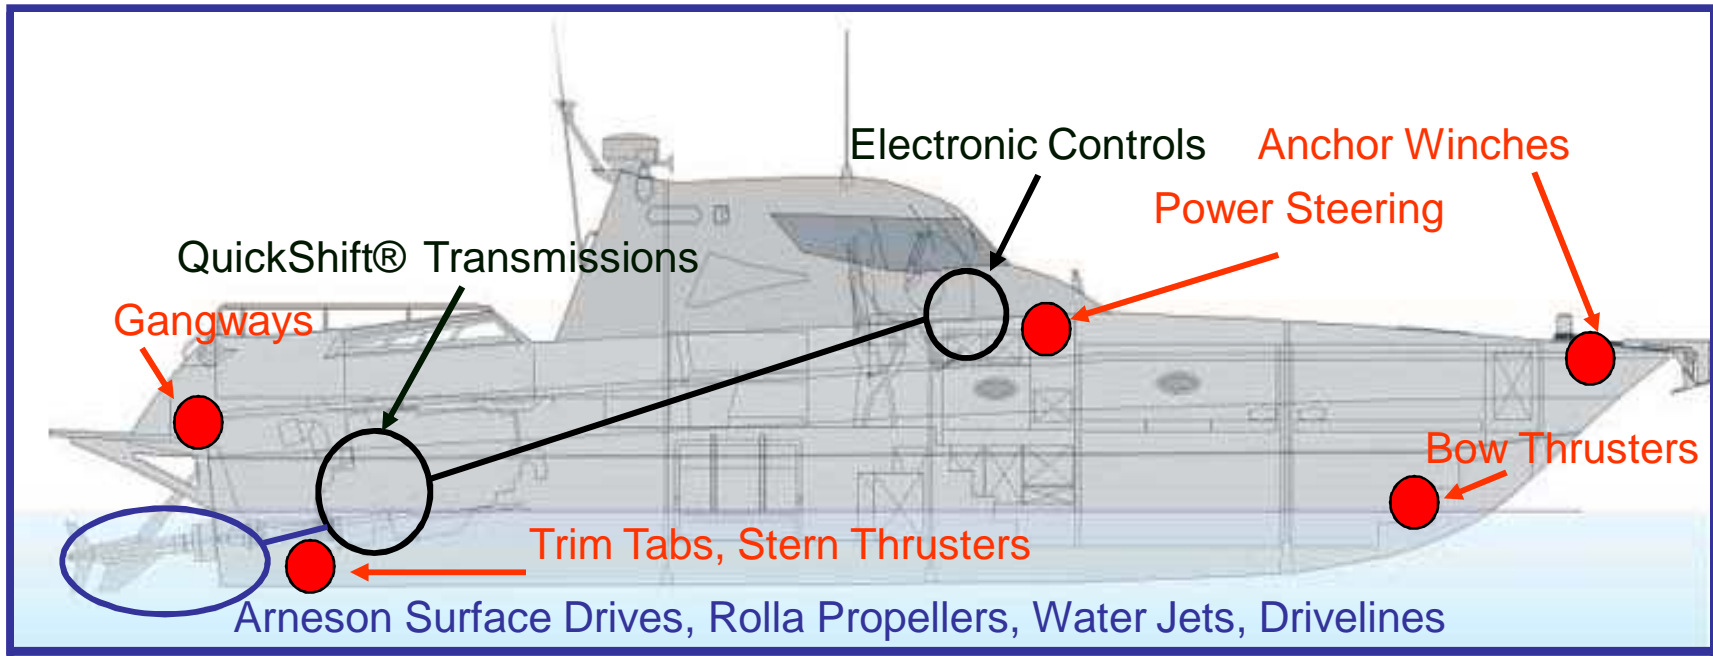 Electronic Controls
Anchor Winches
Power Steering
QuickShift® Transmissions
Gangways
Bow Thrusters
Trim Tabs, Stern Thrusters
Arneson Surface Drives, Rolla Propellers, Water Jets, Drivelines